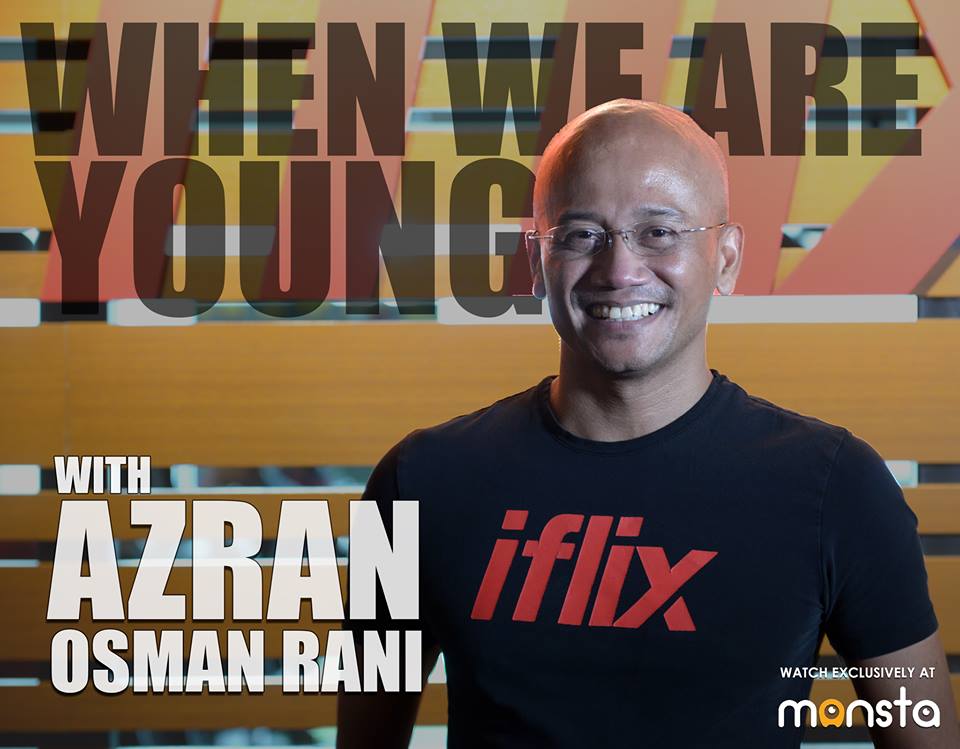 WHEN WE ARE
YOUNG
WITH
AZRAN
OSMAN RANI
iflix
WATCH EXCLUSIVELY AT
monsta